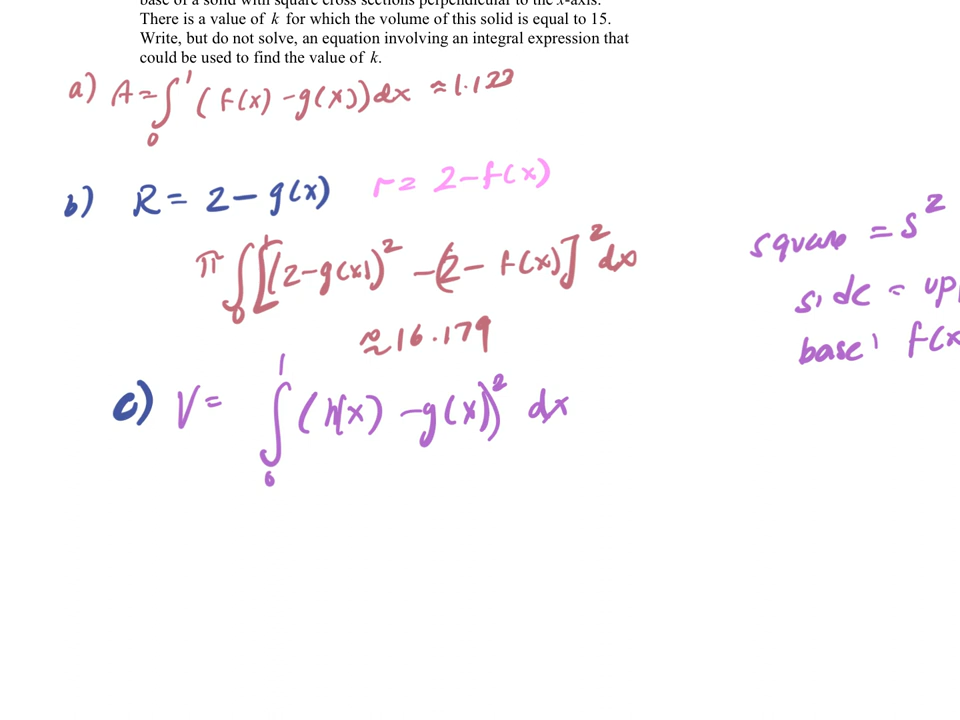 base of a solid with square cross sections perpendicular to the x-axis.
There is a value of k for which the volume of this solid is equal to 15.
Write, but do not solve, an equation involving an integral expression that
could be used to find the value of k.
a) A = ∫₀¹ (f(x) - g(x)) dx ≈ 1.122
b) R = 2 - g(x) r = 2 - f(x)
π ∫₀¹ [(2 - g(x))² - (2 - f(x)]² dx
≈ 16.179
c) V = ∫₀¹ (h(x) - g(x))² dx
square = s²
side = up
base: f(x